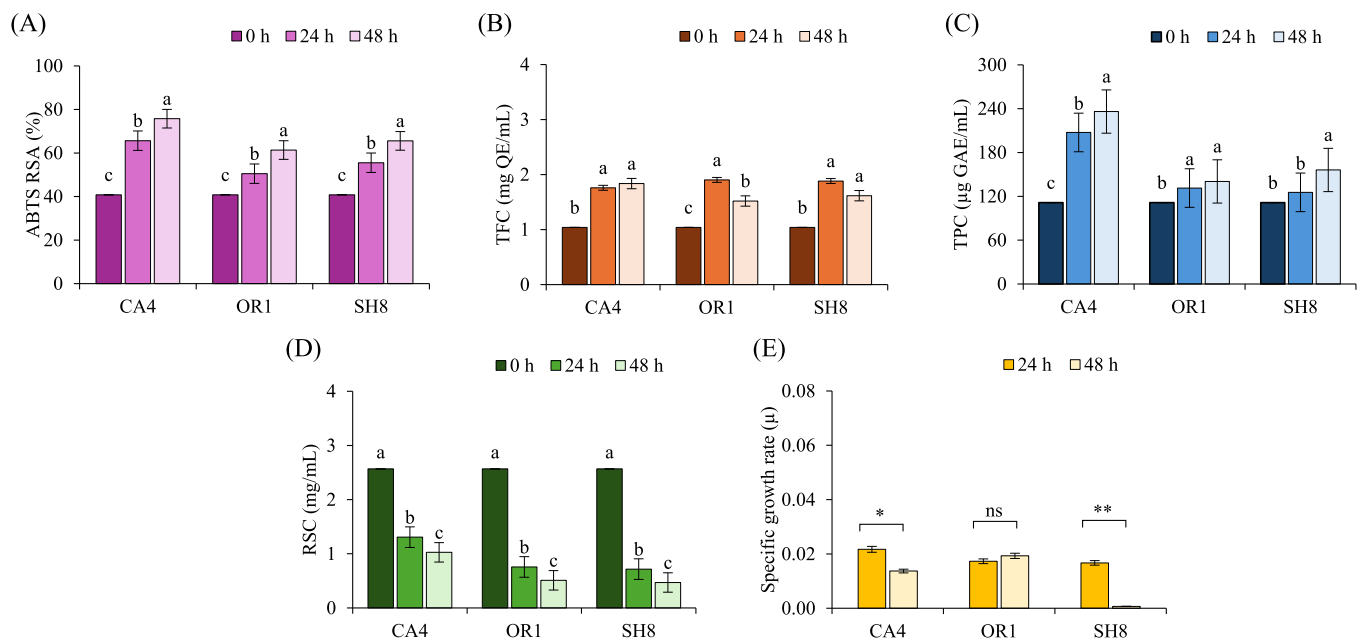 (A)
0 h 24 h 48 h
ABTS RSA (%)
100
80
60
40
20
0
c b a c b a c b a
CA4 OR1 SH8
(B)
0 h 24 h 48 h
TFC (mg QE/mL)
4
3
2
1
0
b a a c a b b a a
CA4 OR1 SH8
(C)
0 h 24 h 48 h
TPC (µg GAE/mL)
300
240
180
120
60
0
c b a b a a b b a
CA4 OR1 SH8
(D)
0 h 24 h 48 h
RSC (mg/mL)
4
3
2
1
0
a b c a b c a b c
CA4 OR1 SH8
(E)
24 h 48 h
Specific growth rate (µ)
0.08
0.06
0.04
0.02
0.00
* ns **
CA4 OR1 SH8